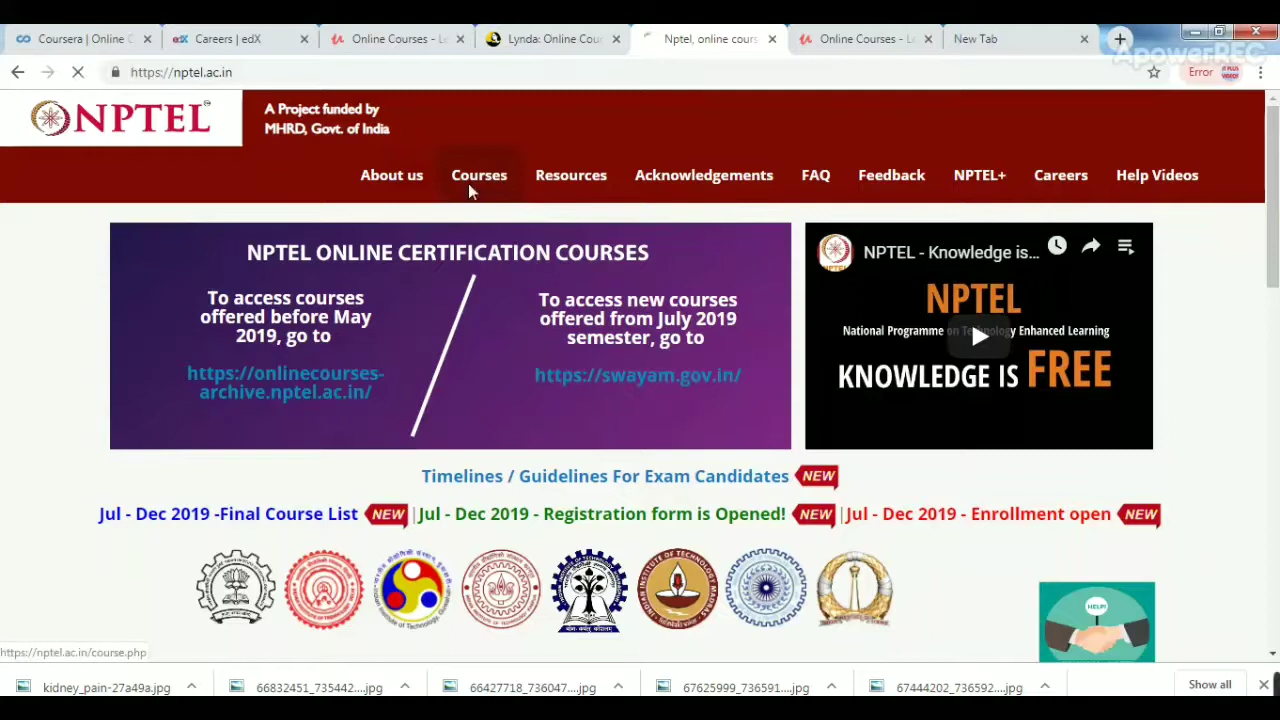 Coursera | Online C
Careers | edX
Online Courses - Le
Lynda: Online Cou
Nptel, online cours
Online Courses - Le
New Tab
ApowerREC
https://nptel.ac.in
Error
NPTEL
A Project funded by
MHRD, Govt. of India
About us Courses Resources Acknowledgements FAQ Feedback NPTEL+ Careers Help Videos
NPTEL ONLINE CERTIFICATION COURSES
To access courses
offered before May
2019, go to
https://onlinecourses-
archive.nptel.ac.in/
To access new courses
offered from July 2019
semester, go to
https://swayam.gov.in/
NPTEL - Knowledge is...
NPTEL
National Programme on Technology Enhanced Learning
KNOWLEDGE IS FREE
Timelines / Guidelines For Exam Candidates NEW
Jul - Dec 2019 -Final Course List NEW |Jul - Dec 2019 - Registration form is Opened! NEW |Jul - Dec 2019 - Enrollment open NEW
HELP!
https://nptel.ac.in/course.php
kidney_pain-27a49a.jpg
66832451_735442....jpg
66427718_736047....jpg
67625999_736591....jpg
67444202_736592....jpg
Show all